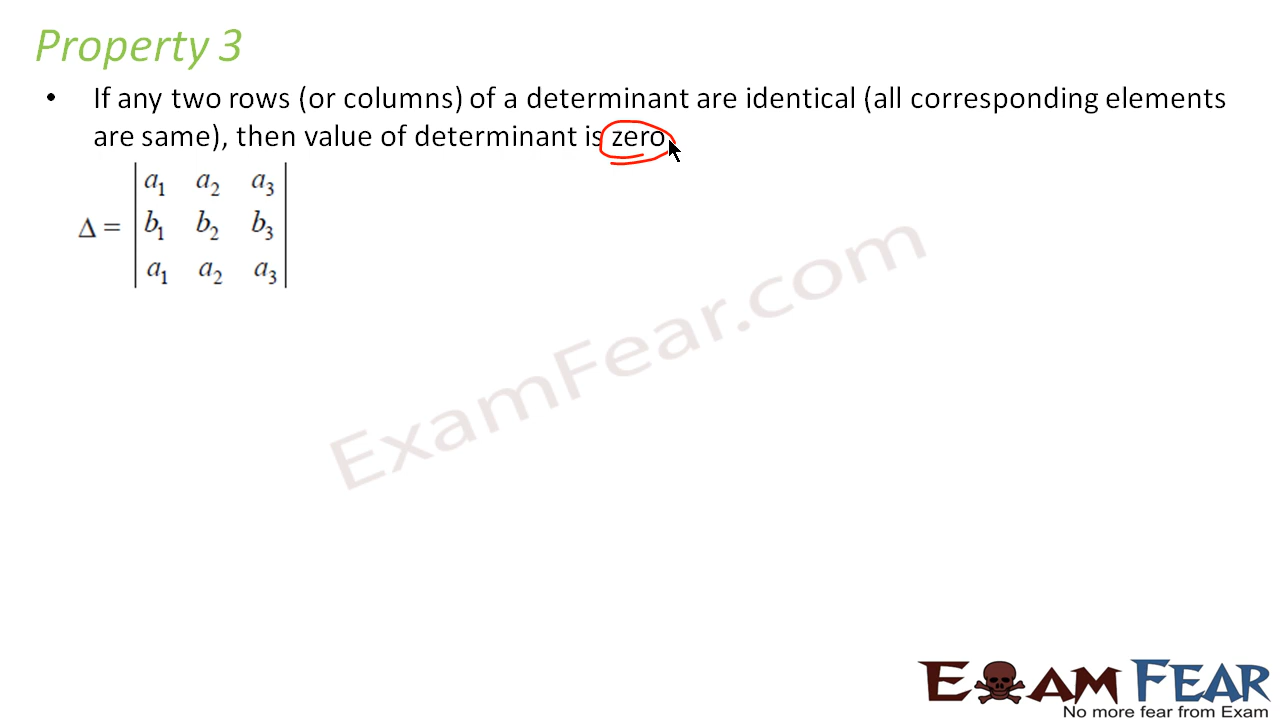 Property 3
• If any two rows (or columns) of a determinant are identical (all corresponding elements
are same), then value of determinant is zero.
a₁ a₂ a₃
Δ = b₁ b₂ b₃
a₁ a₂ a₃
ExamFear.com
EXAM FEAR
No more fear from Exam